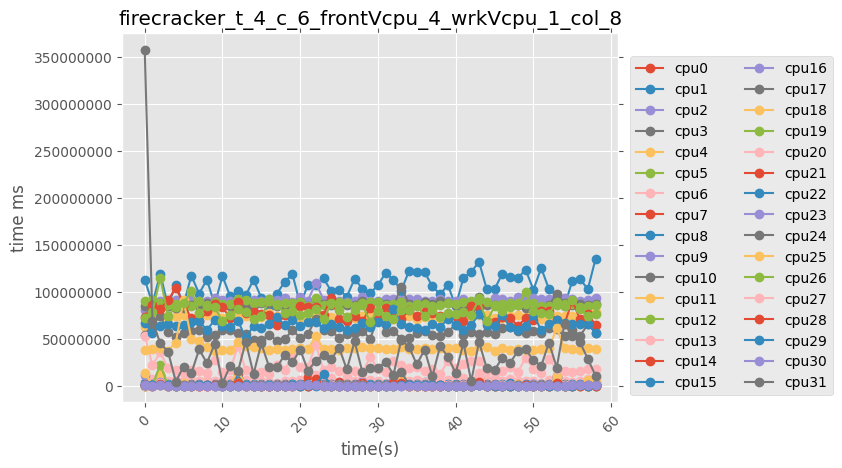 firecracker_t_4_c_6_frontVcpu_4_wrkVcpu_1_col_8
350000000
300000000
250000000
200000000
150000000
100000000
50000000
0
time ms
0
10
20
30
40
50
60
time(s)
cpu0
cpu1
cpu2
cpu3
cpu4
cpu5
cpu6
cpu7
cpu8
cpu9
cpu10
cpu11
cpu12
cpu13
cpu14
cpu15
cpu16
cpu17
cpu18
cpu19
cpu20
cpu21
cpu22
cpu23
cpu24
cpu25
cpu26
cpu27
cpu28
cpu29
cpu30
cpu31